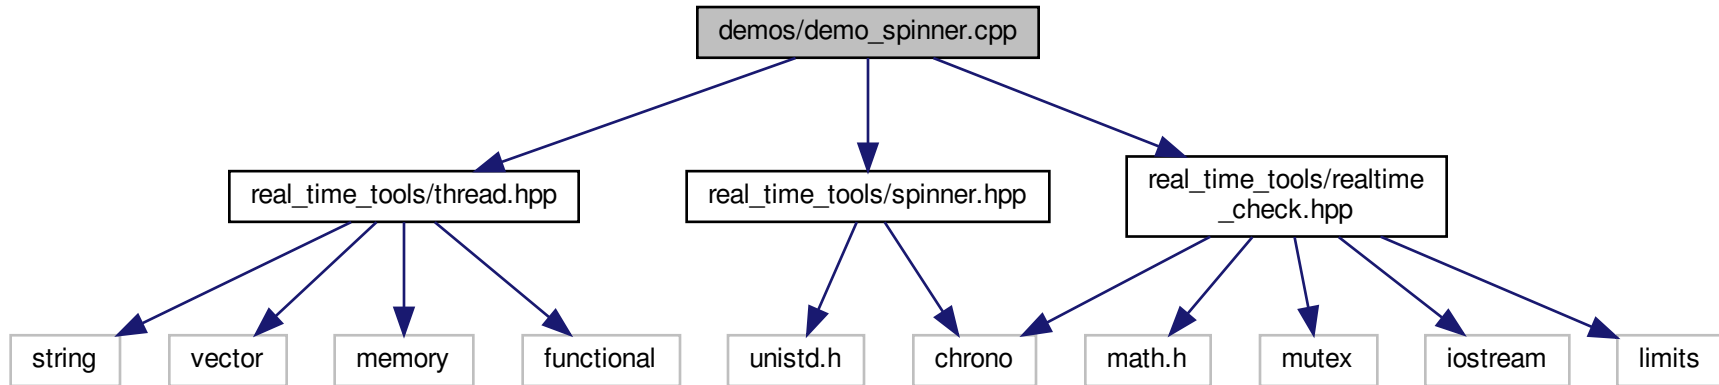 demos/demo_spinner.cpp
real_time_tools/thread.hpp
real_time_tools/spinner.hpp
real_time_tools/realtime
_check.hpp
string
vector
memory
functional
unistd.h
chrono
math.h
mutex
iostream
limits